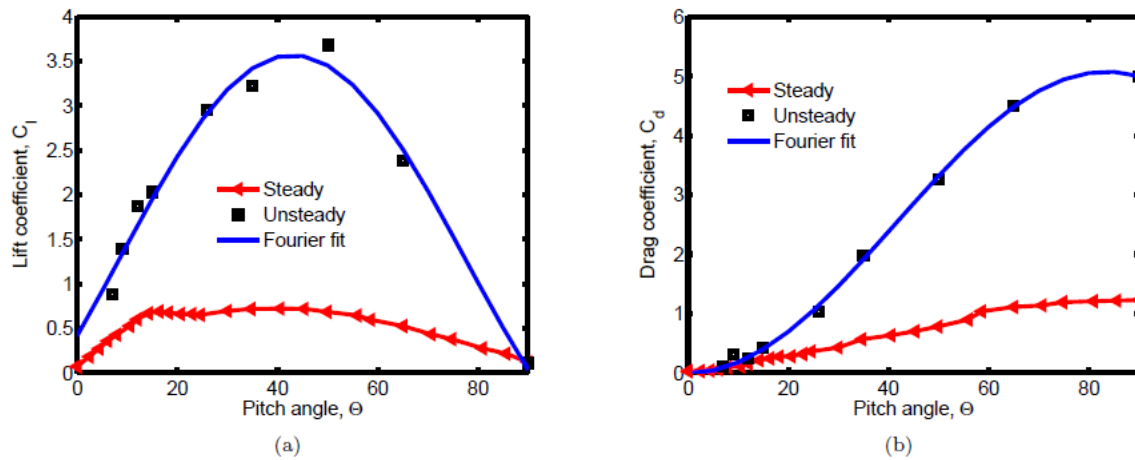 4
3.5
3
2.5
2
1.5
1
0.5
0
Lift coefficient, C_l
Steady
Unsteady
Fourier fit
0 20 40 60 80
Pitch angle, Θ
(a)
6
5
4
3
2
1
0
Drag coefficient, C_d
Steady
Unsteady
Fourier fit
0 20 40 60 80
Pitch angle, Θ
(b)